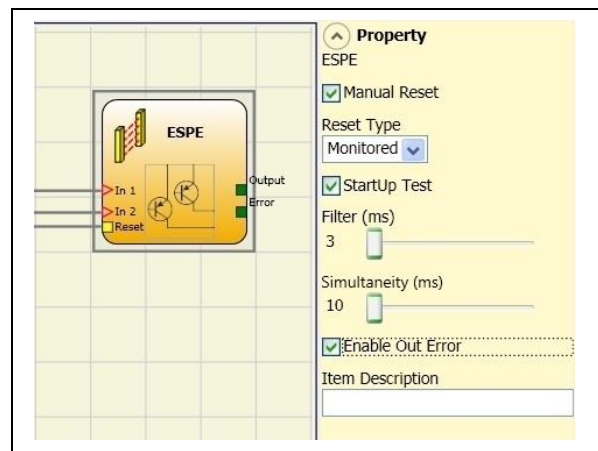 ESPE
In 1
In 2
Reset
Output
Error
Property
ESPE
Manual Reset
Reset Type
Monitored
StartUp Test
Filter (ms)
3
Simultaneity (ms)
10
Enable Out Error
Item Description